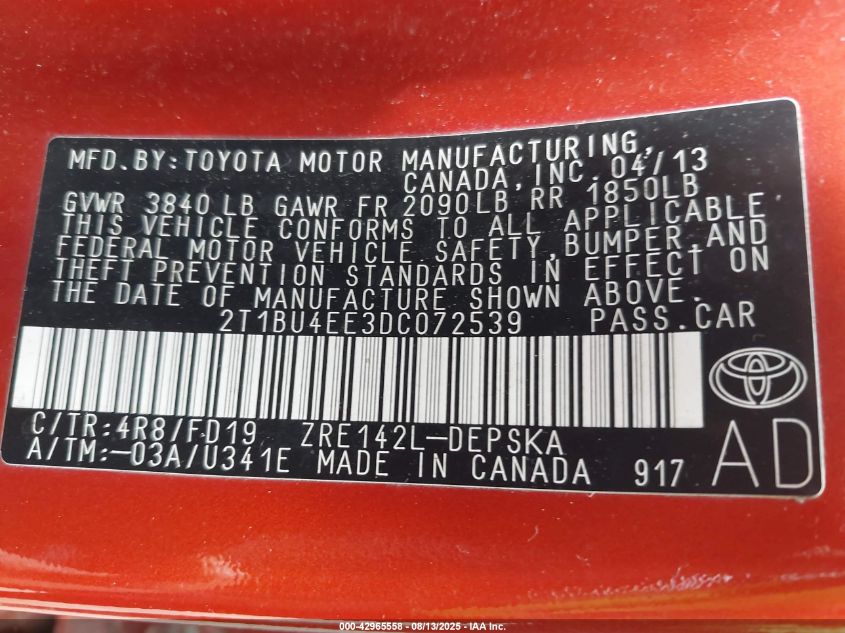 MFD.BY:TOYOTA MOTOR MANUFACTURING,
CANADA,INC. 04/13
GVWR 3840 LB GAWR FR 2090LB RR 1850LB
THIS VEHICLE CONFORMS TO ALL APPLICABLE
FEDERAL MOTOR VEHICLE SAFETY,BUMPER,AND
THEFT PREVENTION STANDARDS IN EFFECT ON
THE DATE OF MANUFACTURE SHOWN ABOVE.
2T1BU4EE3DC072539 PASS.CAR
C/TR:4R8/FD19 ZRE142L-DEPSKA
A/TM:-03A/U341E MADE IN CANADA 917 AD
000-42965558 - 08/13/2025 - IAA Inc.